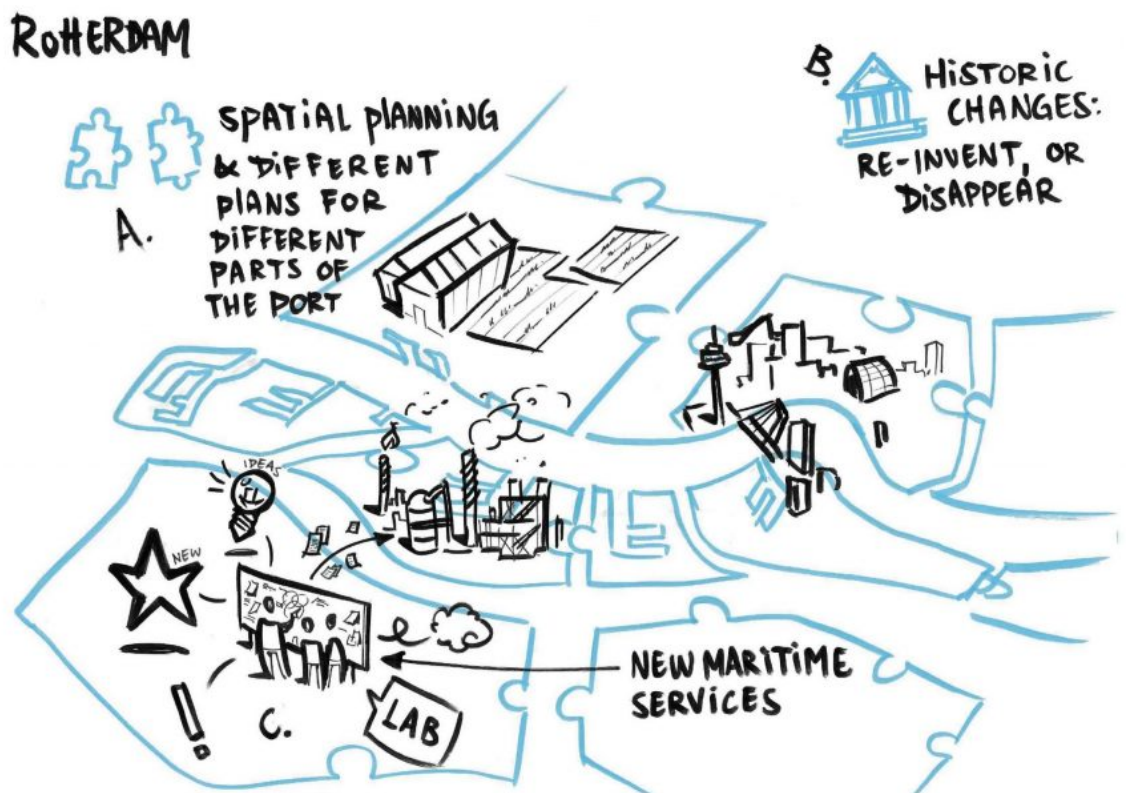 ROTTERDAM
A.
SPATIAL PLANNING
& DIFFERENT
PLANS FOR
DIFFERENT
PARTS OF
THE PORT
B.
HISTORIC
CHANGES:
RE-INVENT, OR
DISAPPEAR
IDEAS
NEW
C.
LAB
NEW MARITIME
SERVICES